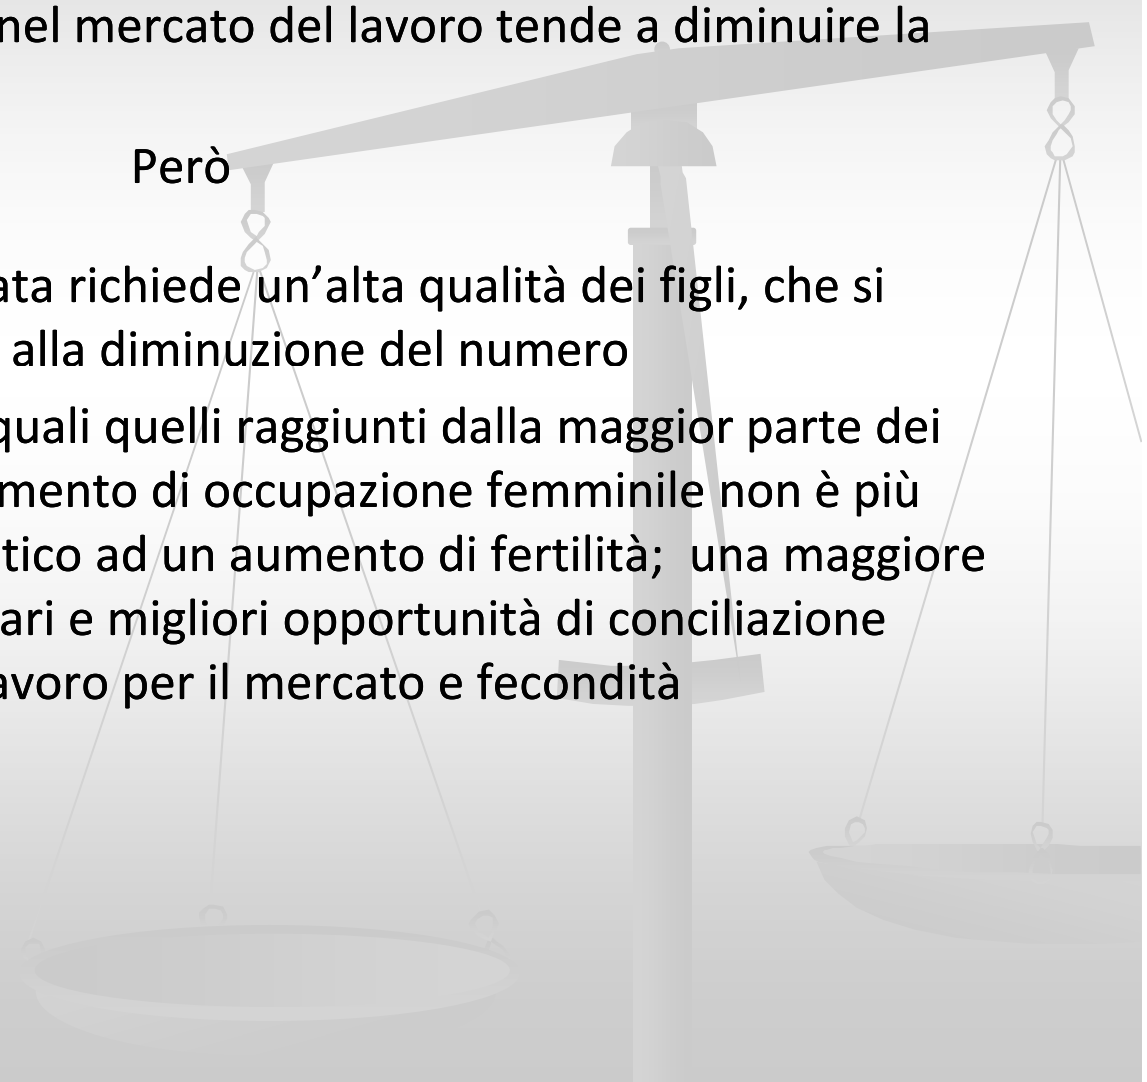 nel mercato del lavoro tende a diminuire la
Però
ata richiede un’alta qualità dei figli, che si
alla diminuzione del numero
quali quelli raggiunti dalla maggior parte dei
mento di occupazione femminile non è più
tico ad un aumento di fertilità;  una maggiore
ari e migliori opportunità di conciliazione
avoro per il mercato e fecondità